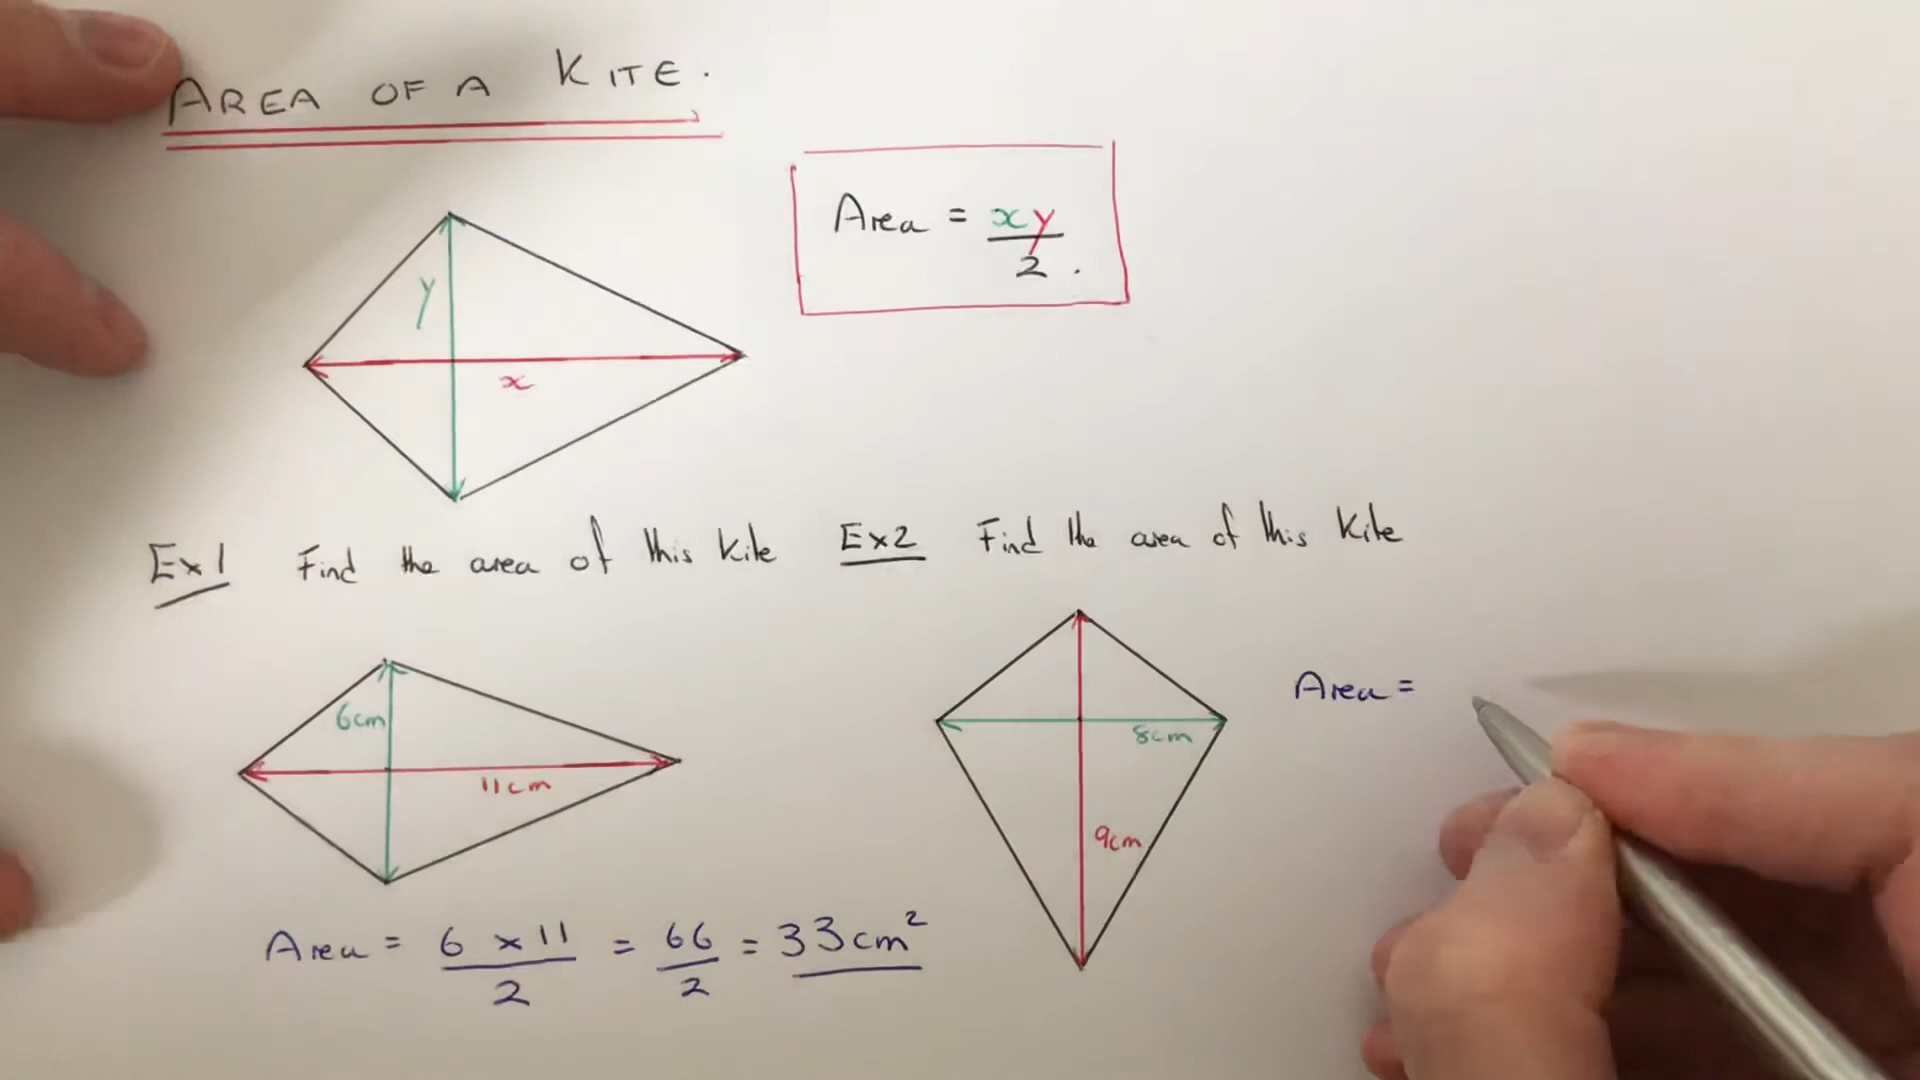 AREA OF A KITE.
Area = xy/2.
y
x
Ex1 Find the area of this kite
Ex2 Find the area of this kite
6cm
11cm
Area = 6 x 11/2 = 66/2 = 33cm²
8cm
9cm
Area =